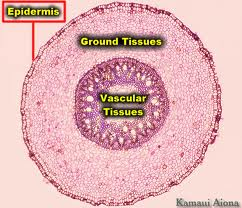 Epidermis
Ground Tissues
Vascular
Tissues
Kamaui Aiona